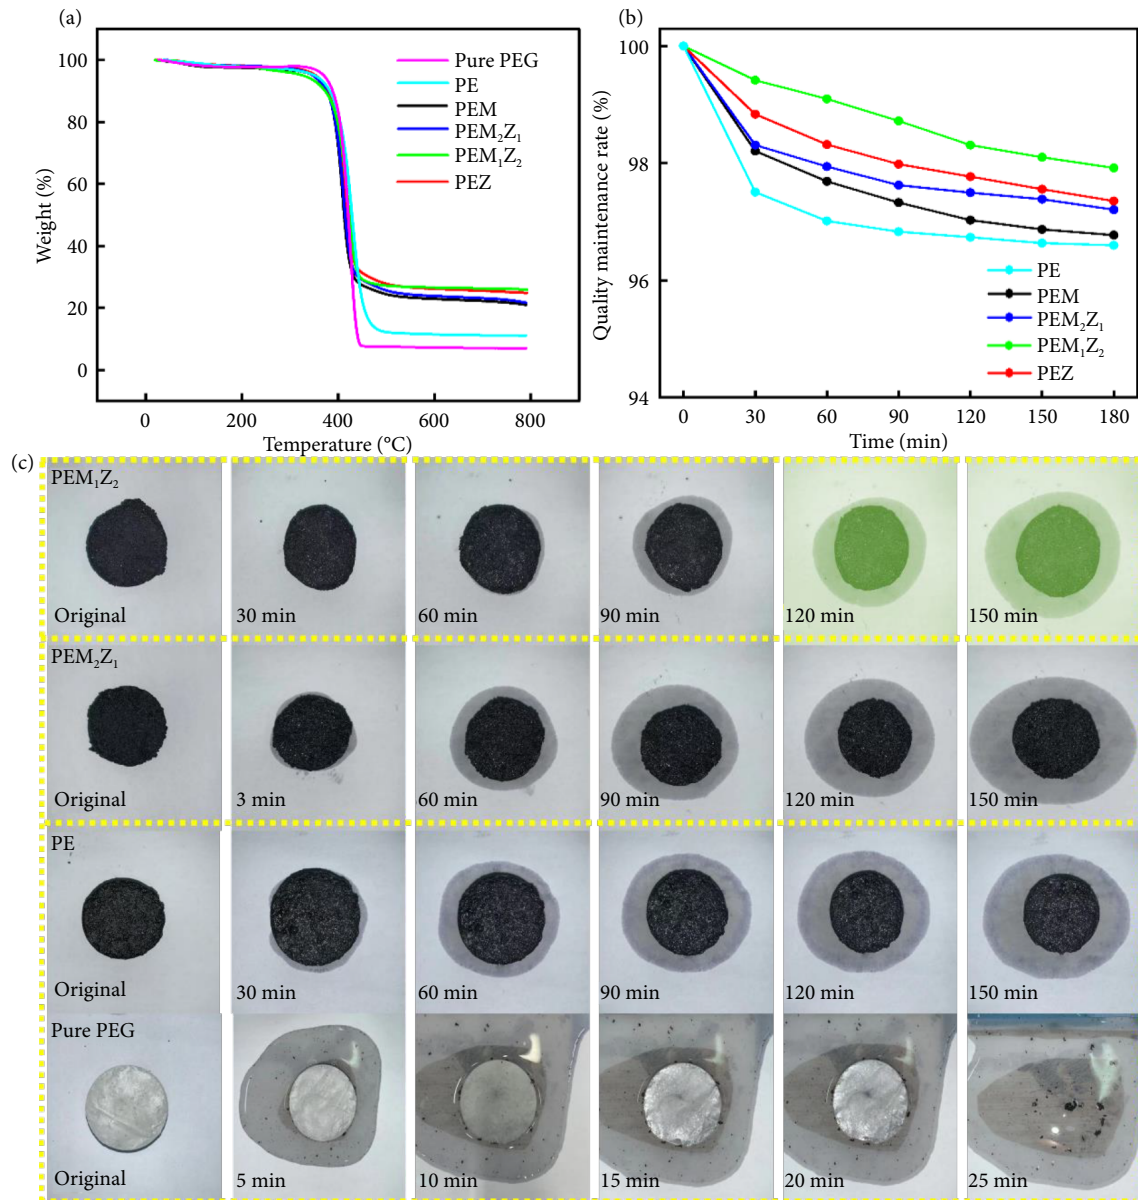 (a)
100
80
60
40
20
0
Weight (%)
0
200
400
600
800
Temperature (°C)
Pure PEG
PE
PEM
PEM₂Z₁
PEM₁Z₂
PEZ
(b)
100
98
96
94
Quality maintenance rate (%)
0
30
60
90
120
150
180
Time (min)
PE
PEM
PEM₂Z₁
PEM₁Z₂
PEZ
(c)
PEM₁Z₂
Original
30 min
60 min
90 min
120 min
150 min
PEM₂Z₁
Original
3 min
60 min
90 min
120 min
150 min
PE
Original
30 min
60 min
90 min
120 min
150 min
Pure PEG
Original
5 min
10 min
15 min
20 min
25 min